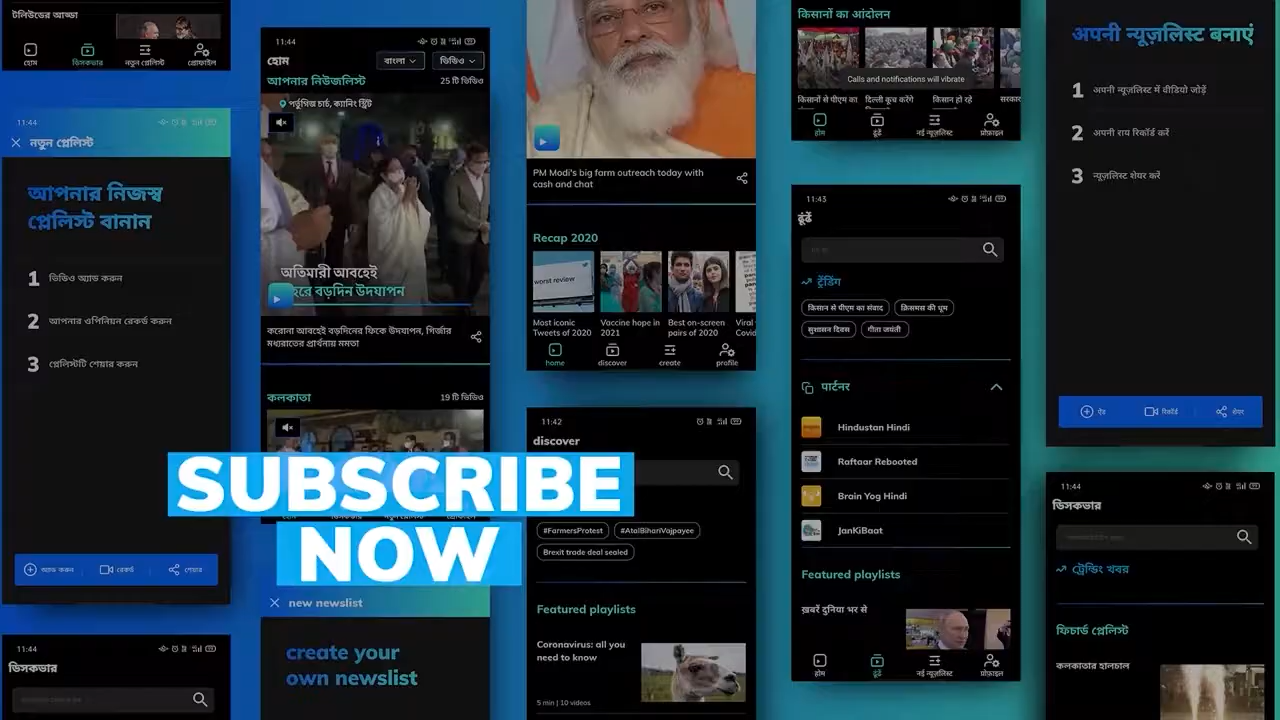 টলিউডের আড্ডা
হোম
ডিসকভার
নতুন প্লেলিস্ট
প্রোফাইল
11:44
নতুন প্লেলিস্ট
আপনার নিজস্ব
প্লেলিস্ট বানান
1 ভিডিও অ্যাড করুন
2 আপনার ওপিনিয়ন রেকর্ড করুন
3 প্লেলিস্টটি শেয়ার করুন
অ্যাড করুন
রেকর্ড
শেয়ার
11:44
ডিসকভার
11:44
হোম
বাংলা
ভিডিও
আপনার নিউজলিস্ট
25 টি ভিডিও
পর্তুগিজ চার্চ, ক্যানিং স্ট্রিট
অতিমারী আবহেই
হরে বড়দিন উদযাপন
করোনা আবহেই বড়দিনের ফিকে উদযাপন, গির্জার
মধ্যরাতের প্রার্থনায় মমতা
কলকাতা
19 টি ভিডিও
SUBSCRIBE
NOW
new newslist
create your
own newslist
PM Modi's big farm outreach today with
cash and chat
Recap 2020
worst review
Most iconic
Tweets of 2020
Vaccine hope in
2021
Best on-screen
pairs of 2020
Viral
Covid
home
discover
create
profile
11:42
discover
#FarmersProtest
#AtalBihariVajpayee
Brexit trade deal sealed
Featured playlists
Coronavirus: all you
need to know
5 min | 10 videos
किसानों का आंदोलन
Calls and notifications will vibrate
किसानों से पीएम का
दिल्ली कूच करेंगे
किसान हो रहे
सरकार
होम
ढूंढें
नई न्यूज़लिस्ट
प्रोफ़ाइल
11:43
ढूंढें
ट्रेंडिंग
किसान से पीएम का संवाद
क्रिसमस की धूम
सुशासन दिवस
गीता जयंती
पार्टनर
Hindustan Hindi
Raftaar Rebooted
Brain Yog Hindi
JanKiBaat
Featured playlists
ख़बरें दुनिया भर से
होम
ढूंढें
नई न्यूज़लिस्ट
प्रोफ़ाइल
अपनी न्यूज़लिस्ट बनाएं
1 अपनी न्यूज़लिस्ट में वीडियो जोड़ें
2 अपनी राय रिकॉर्ड करें
3 न्यूज़लिस्ट शेयर करें
ऐड
रिकॉर्ड
शेयर
11:44
ডিসকভার
ট্রেন্ডিং খবর
ফিচার্ড প্লেলিস্ট
কলকাতার হালচাল